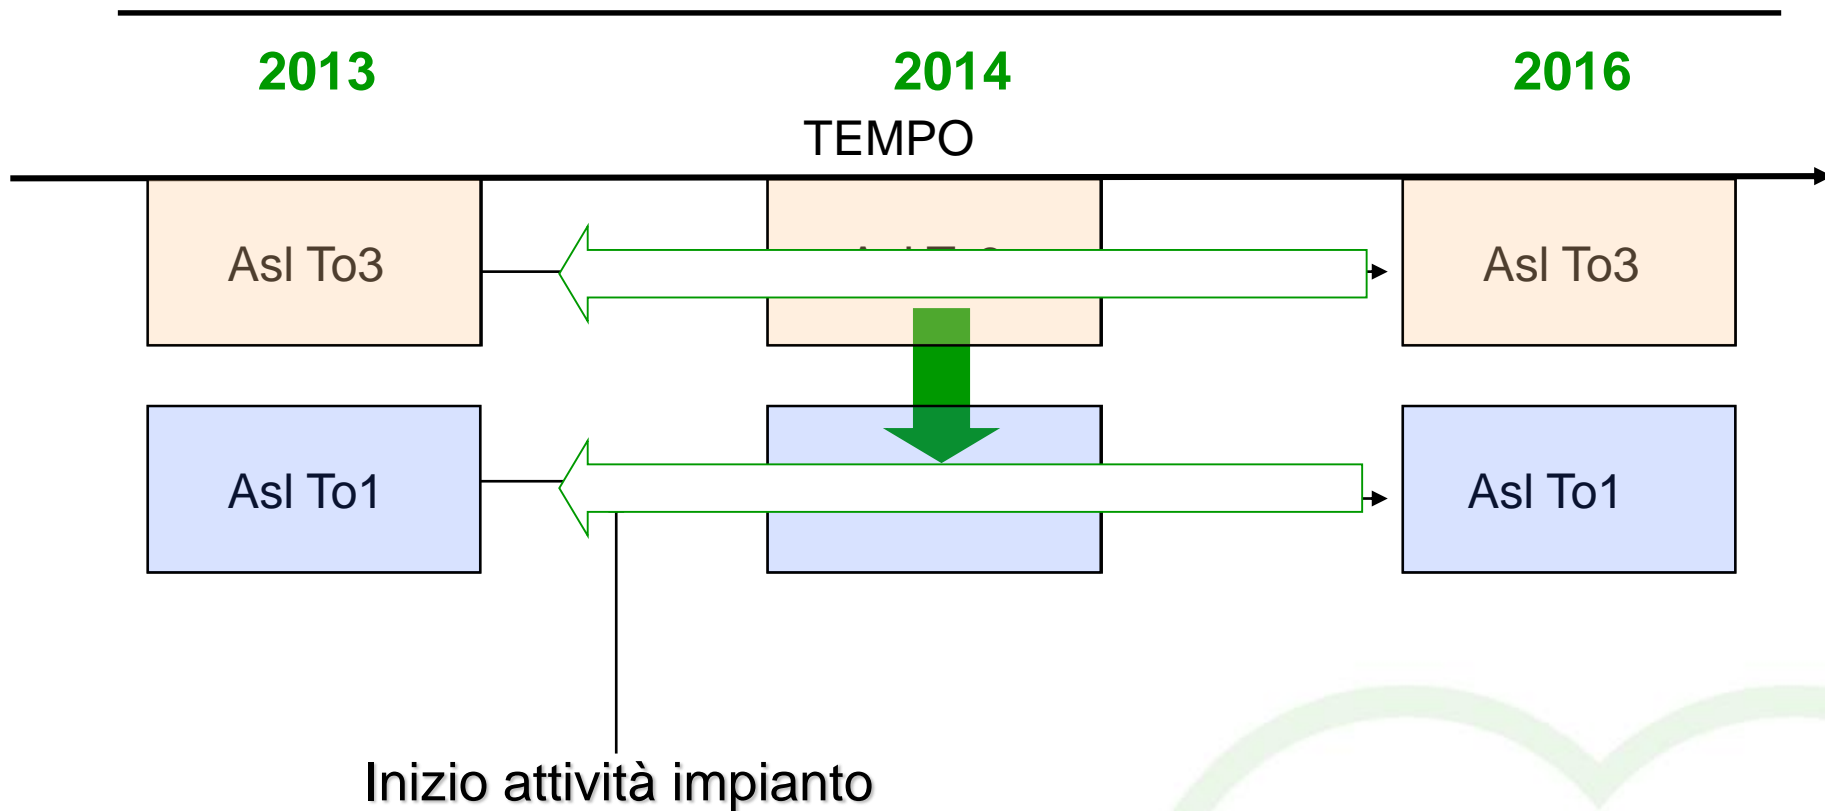 2013 2014 2016
TEMPO
Asl To3 Asl To3
Asl To1 Asl To1
Inizio attività impianto